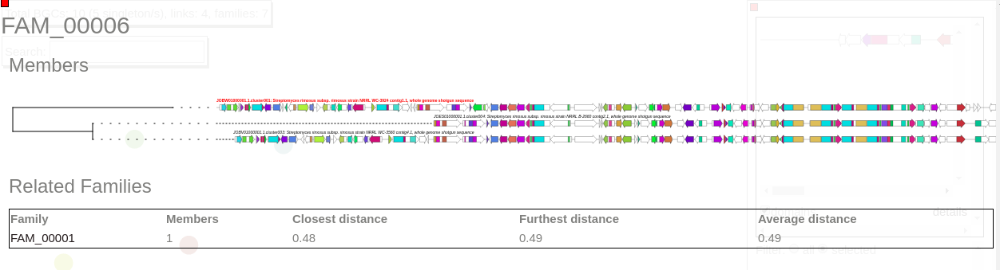 Total BGCs: 10 (5 singleton/s), links: 4, families: 7
FAM_00006
Search:
Members
JOBW01000001.1.cluster001: Streptomyces rimosus subsp. rimosus strain NRRL WC-3924 contig1.1, whole genome shotgun sequence
JOES01000002.1.cluster004: Streptomyces rimosus subsp. rimosus strain NRRL B-2660 contig2.1, whole genome shotgun sequence
JOBV01000001.1.cluster003: Streptomyces rimosus subsp. rimosus strain NRRL WC-3560 contig4.1, whole genome shotgun sequence
Related Families
details
Family Members Closest distance Furthest distance Average distance
FAM_00001 1 0.48 0.49 0.49
Filter: all selected